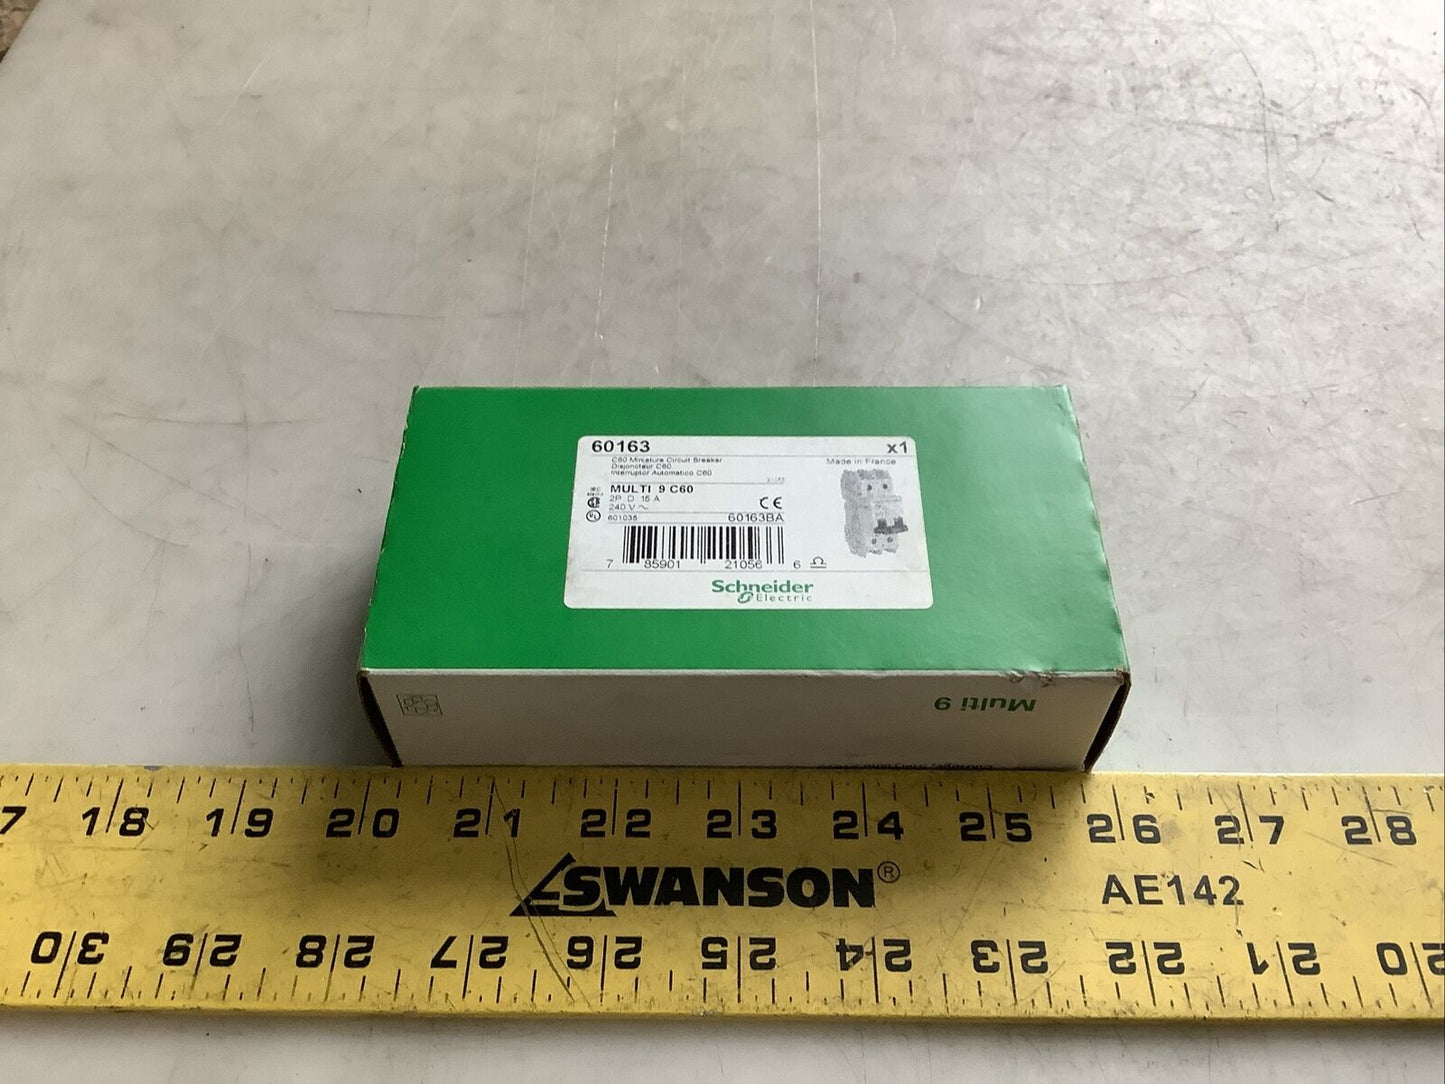 60163 x1
C60 Miniature Circuit Breaker
Disjoncteur C60
Interruptor Automatico C60
Made in France
MULTI 9 C60
2P D 15 A
240 V ~
CE
UL
601035 60163BA
7 85901 21056 6
Schneider
Electric
Multi 9
7 18 19 20 21 22 23 24 25 26 27 28
SWANSON® AE142
30 29 28 27 26 25 24 23 22 21 20